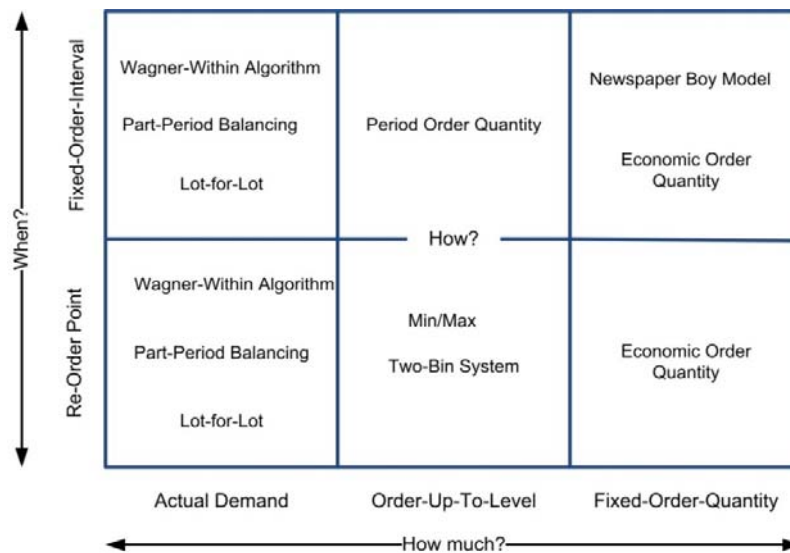 When?
Fixed-Order-Interval
Wagner-Within Algorithm
Part-Period Balancing
Lot-for-Lot
Period Order Quantity
Newspaper Boy Model
Economic Order
Quantity
How?
Re-Order Point
Wagner-Within Algorithm
Part-Period Balancing
Lot-for-Lot
Min/Max
Two-Bin System
Economic Order
Quantity
Actual Demand
Order-Up-To-Level
Fixed-Order-Quantity
How much?